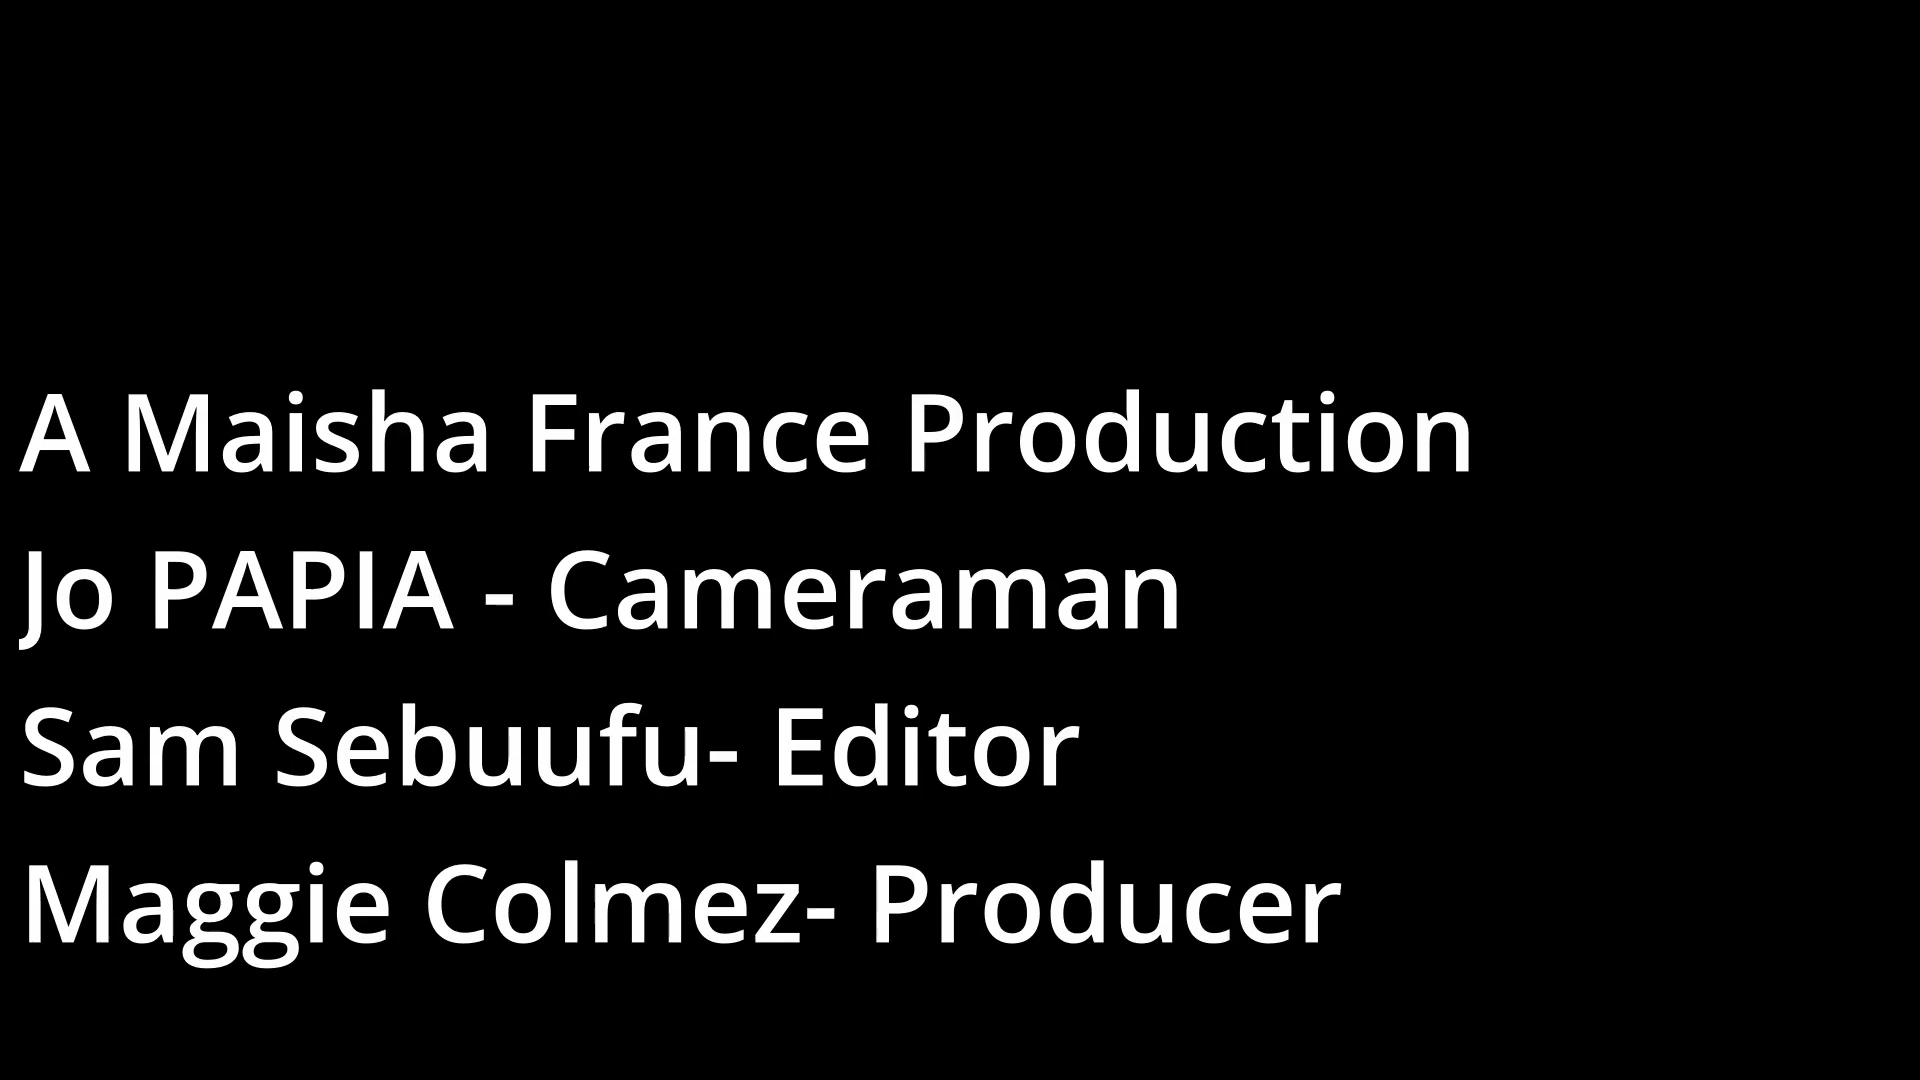 A Maisha France Production
Jo PAPIA - Cameraman
Sam Sebuufu- Editor
Maggie Colmez- Producer